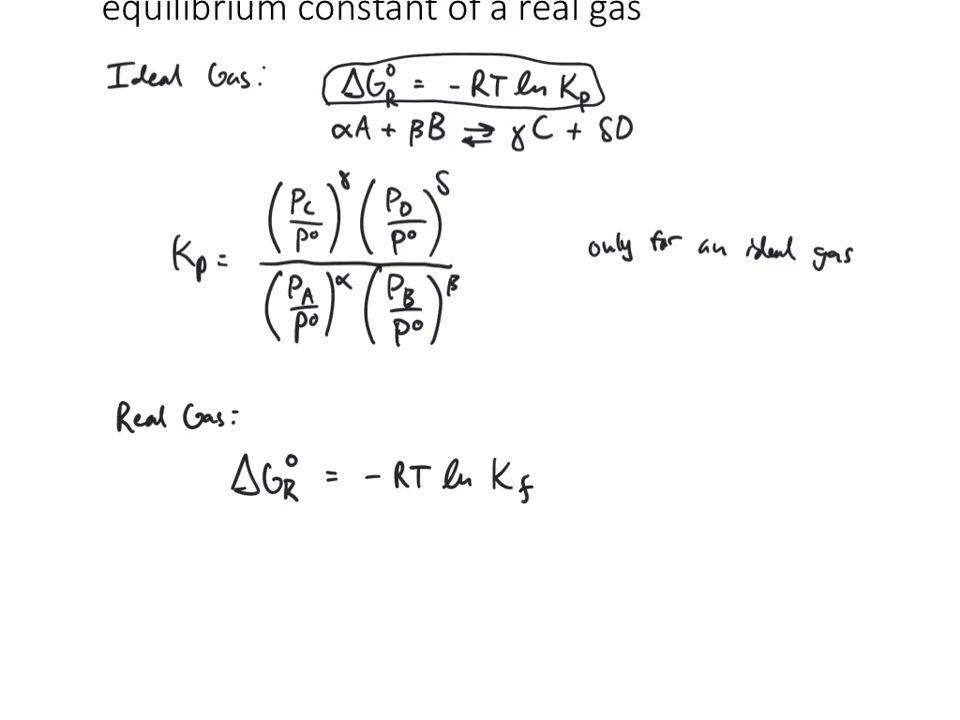 equilibrium constant of a real gas
Ideal Gas:
ΔG°R = - RT ln Kp
αA + βB ⇌ γC + δD
Kp = (PC/P°)^γ (PD/P°)^δ / (PA/P°)^α (PB/P°)^β
only for an ideal gas
Real Gas:
ΔG°R = - RT ln Kf